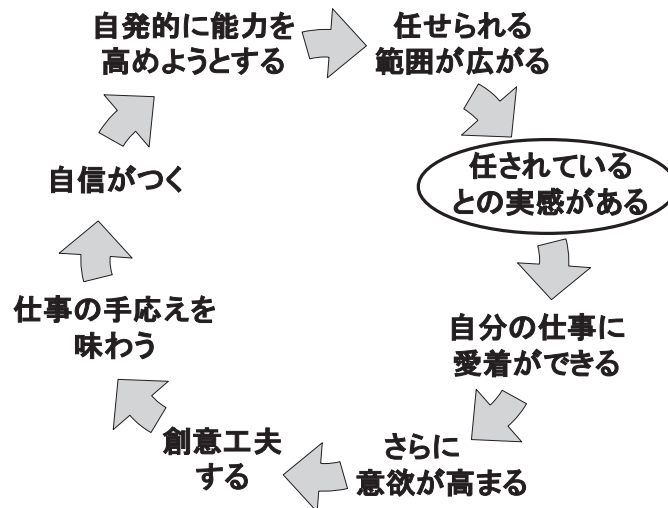 自発的に能力を
高めようとする
任せられる
範囲が広がる
任されている
との実感がある
自分の仕事に
愛着ができる
さらに
意欲が高まる
創意工夫
する
仕事の手応えを
味わう
自信がつく